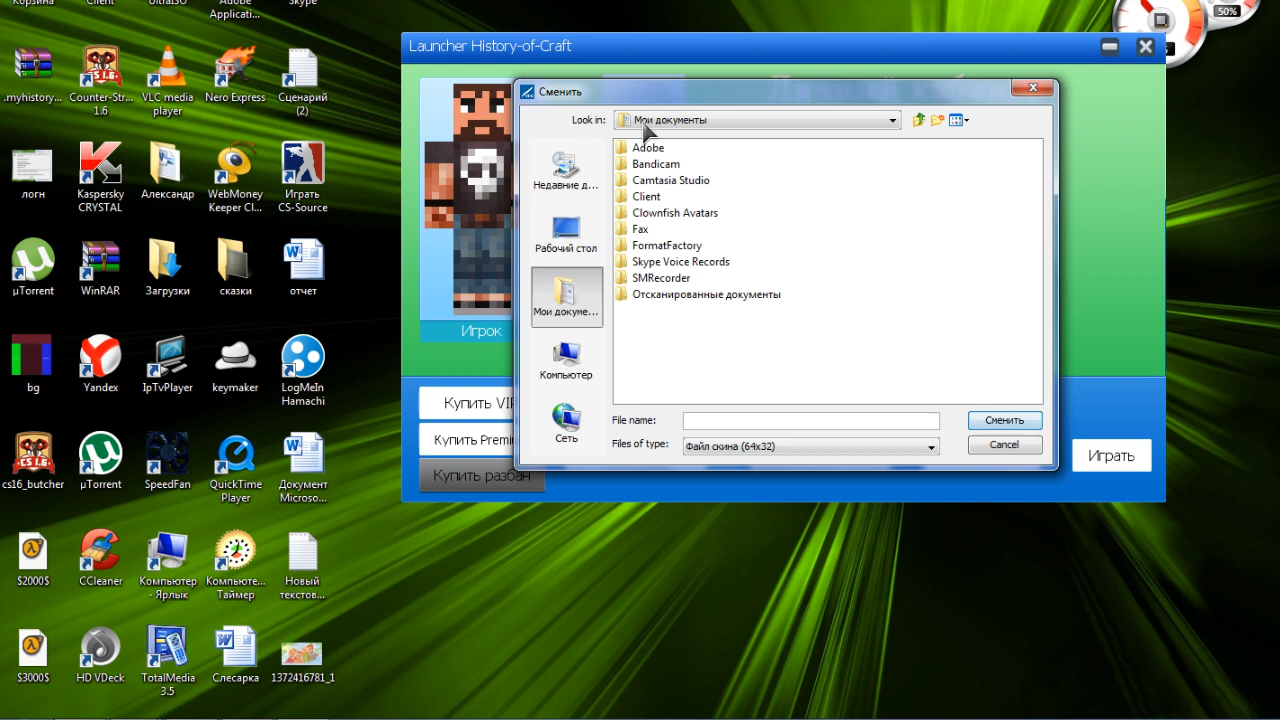 Корзина
Client
UltraISO
Adobe
Applicati...
Skype
50%
.myhistory...
Counter-Str...
1.6
VLC media
player
Nero Express
Сценарий
(2)
логн
Kaspersky
CRYSTAL
Александр
WebMoney
Keeper Cl...
Играть
CS-Source
µTorrent
WinRAR
Загрузки
сказки
отчет
bg
Yandex
IpTvPlayer
keymaker
LogMeIn
Hamachi
cs16_butcher
µTorrent
SpeedFan
QuickTime
Player
Документ
Microso...
$2000$
CCleaner
Компьютер
- Ярлык
Компьюте...
Таймер
Новый
текстов...
$3000$
HD VDeck
TotalMedia
3.5
Слесарка
1372416781_1
Launcher History-of-Craft
Игрок
Купить VIP
Купить Premi
Купить разбан
Играть
Сменить
Look in:
Мои документы
Недавние д...
Рабочий стол
Мои докуме...
Компьютер
Сеть
Adobe
Bandicam
Camtasia Studio
Client
Clownfish Avatars
Fax
FormatFactory
Skype Voice Records
SMRecorder
Отсканированные документы
File name:
Сменить
Files of type:
Файл скина (64x32)
Cancel